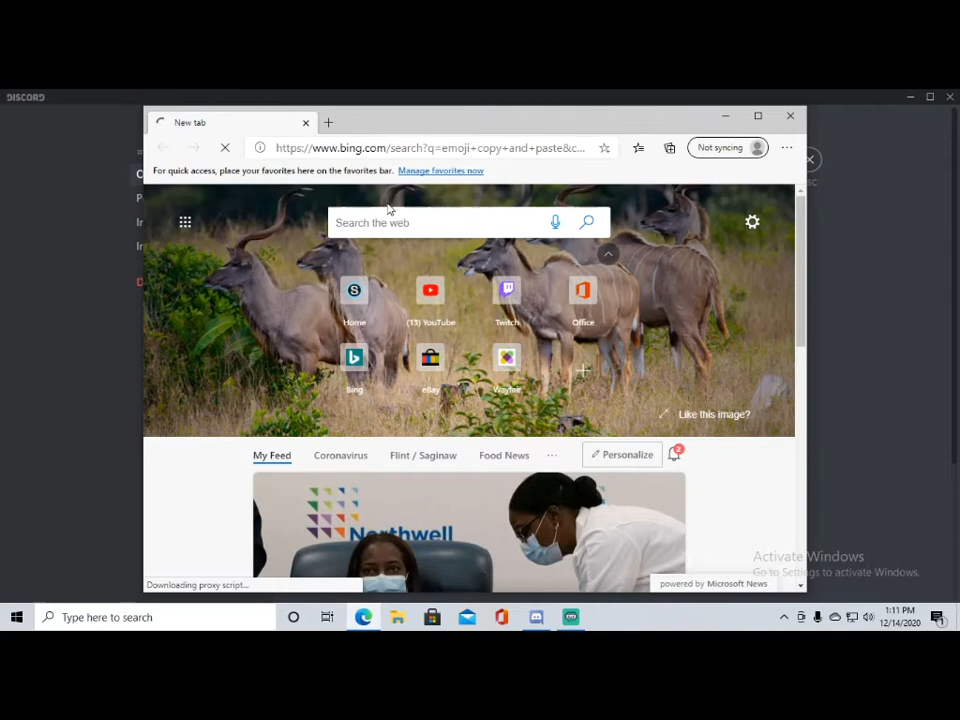 DISCORD
New tab
https://www.bing.com/search?q=emoji+copy+and+paste&c...
Not syncing
For quick access, place your favorites here on the favorites bar. Manage favorites now
Search the web
Home
(13) YouTube
Twitch
Office
Bing
eBay
Wayfair
Like this image?
My Feed
Coronavirus
Flint / Saginaw
Food News
...
Personalize
2
Northwell
Downloading proxy script...
powered by Microsoft News
Activate Windows
Go to Settings to activate Windows.
Type here to search
1:11 PM
12/14/2020
1